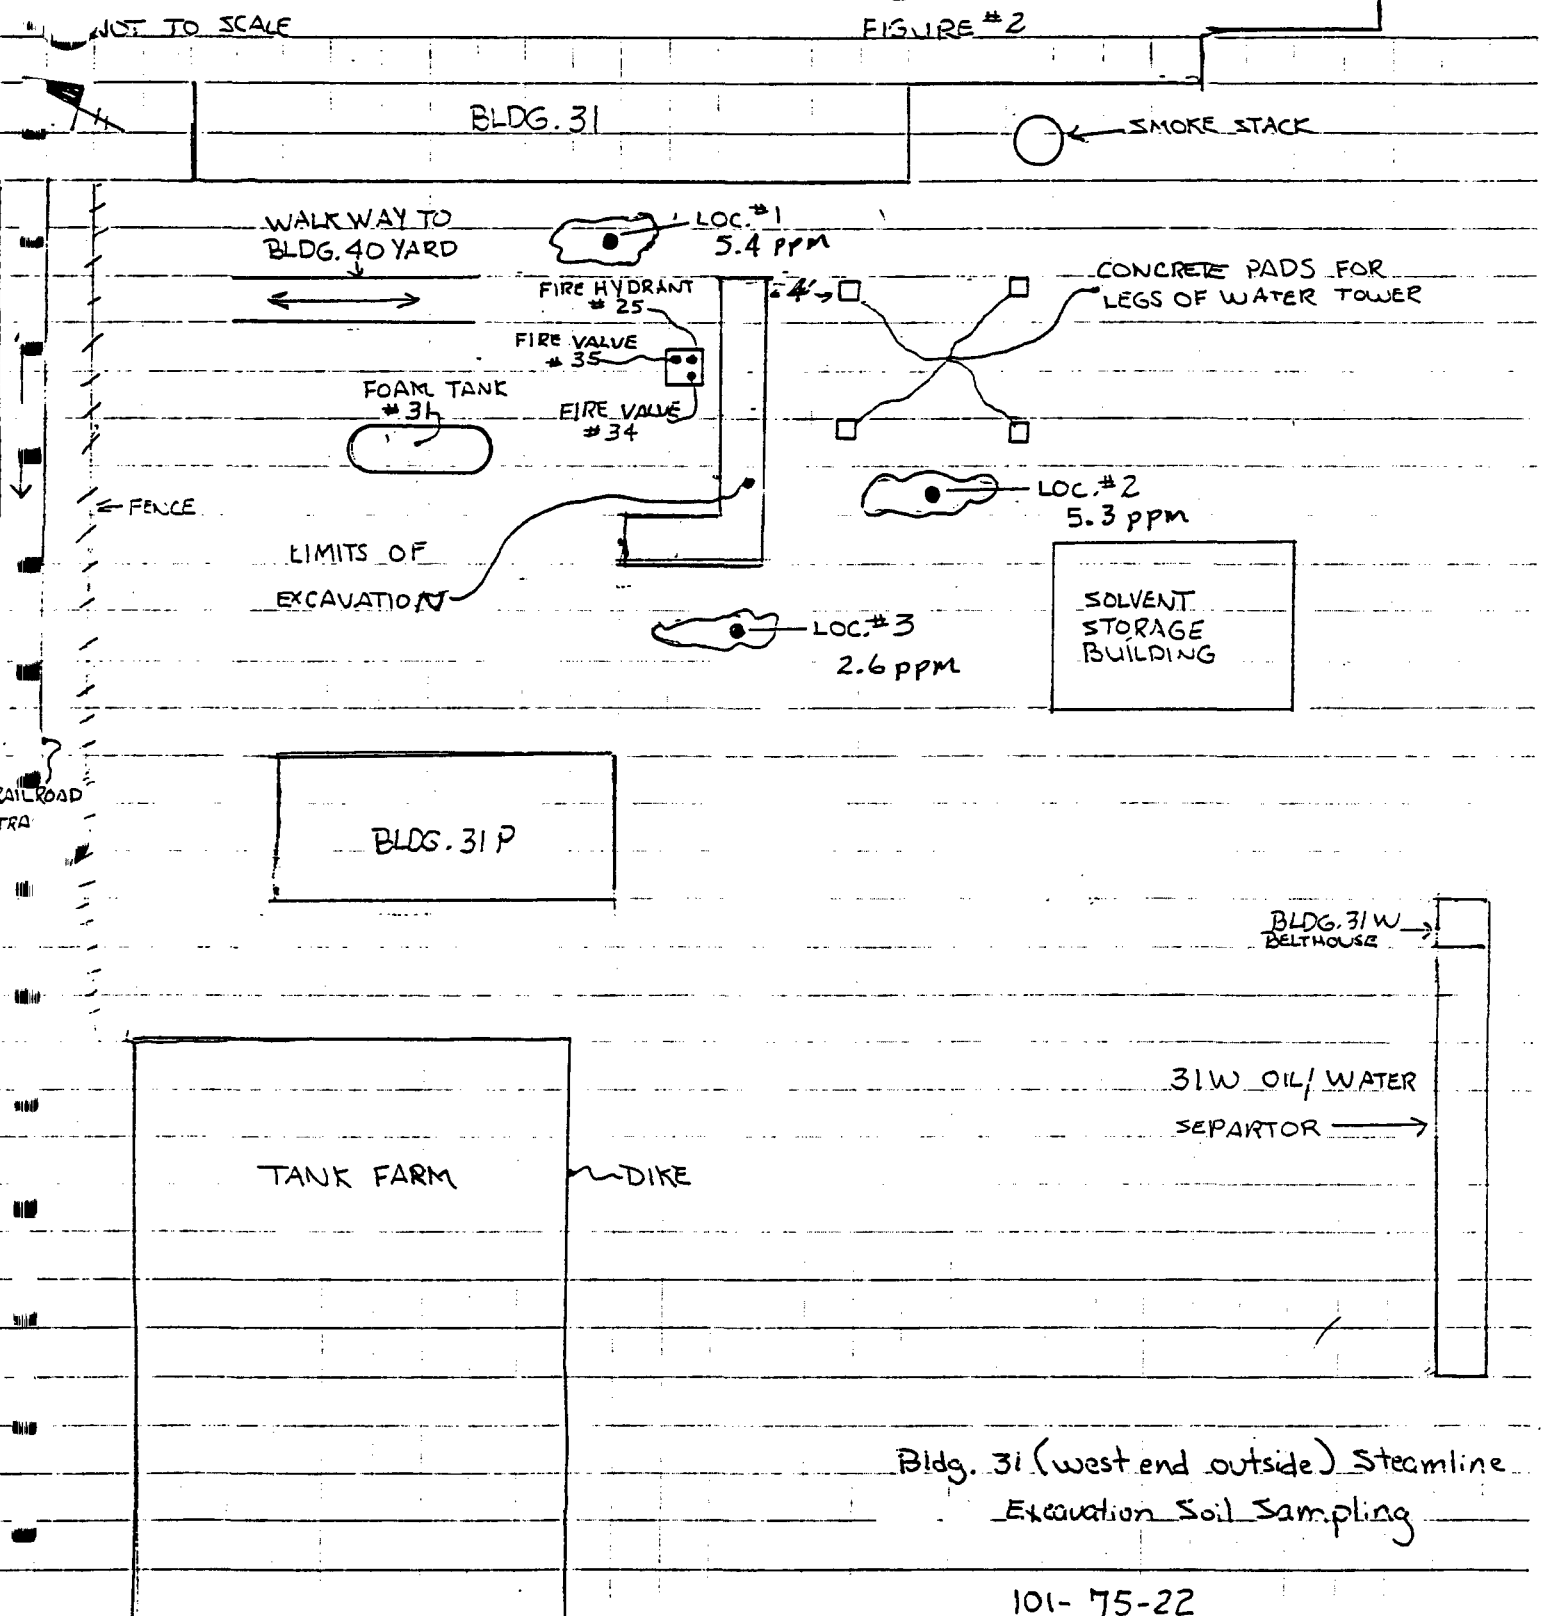 NOT TO SCALE
FIGURE #2
BLDG. 31
SMOKE STACK
WALKWAY TO
BLDG. 40 YARD
LOC. #1
5.4 ppm
FIRE HYDRANT
# 25
4'
CONCRETE PADS FOR
LEGS OF WATER TOWER
FIRE VALVE
# 35
FOAM TANK
# 31
FIRE VALVE
# 34
LOC. #2
5.3 ppm
FENCE
LIMITS OF
EXCAVATION
SOLVENT
STORAGE
BUILDING
LOC. #3
2.6 ppm
RAILROAD
TRA
BLDG. 31 P
BLDG. 31W
BELTHOUSE
31W OIL/WATER
SEPARTOR
TANK FARM
DIKE
Bldg. 31 (west end outside) Steamline
Excavation Soil Sampling
101-75-22